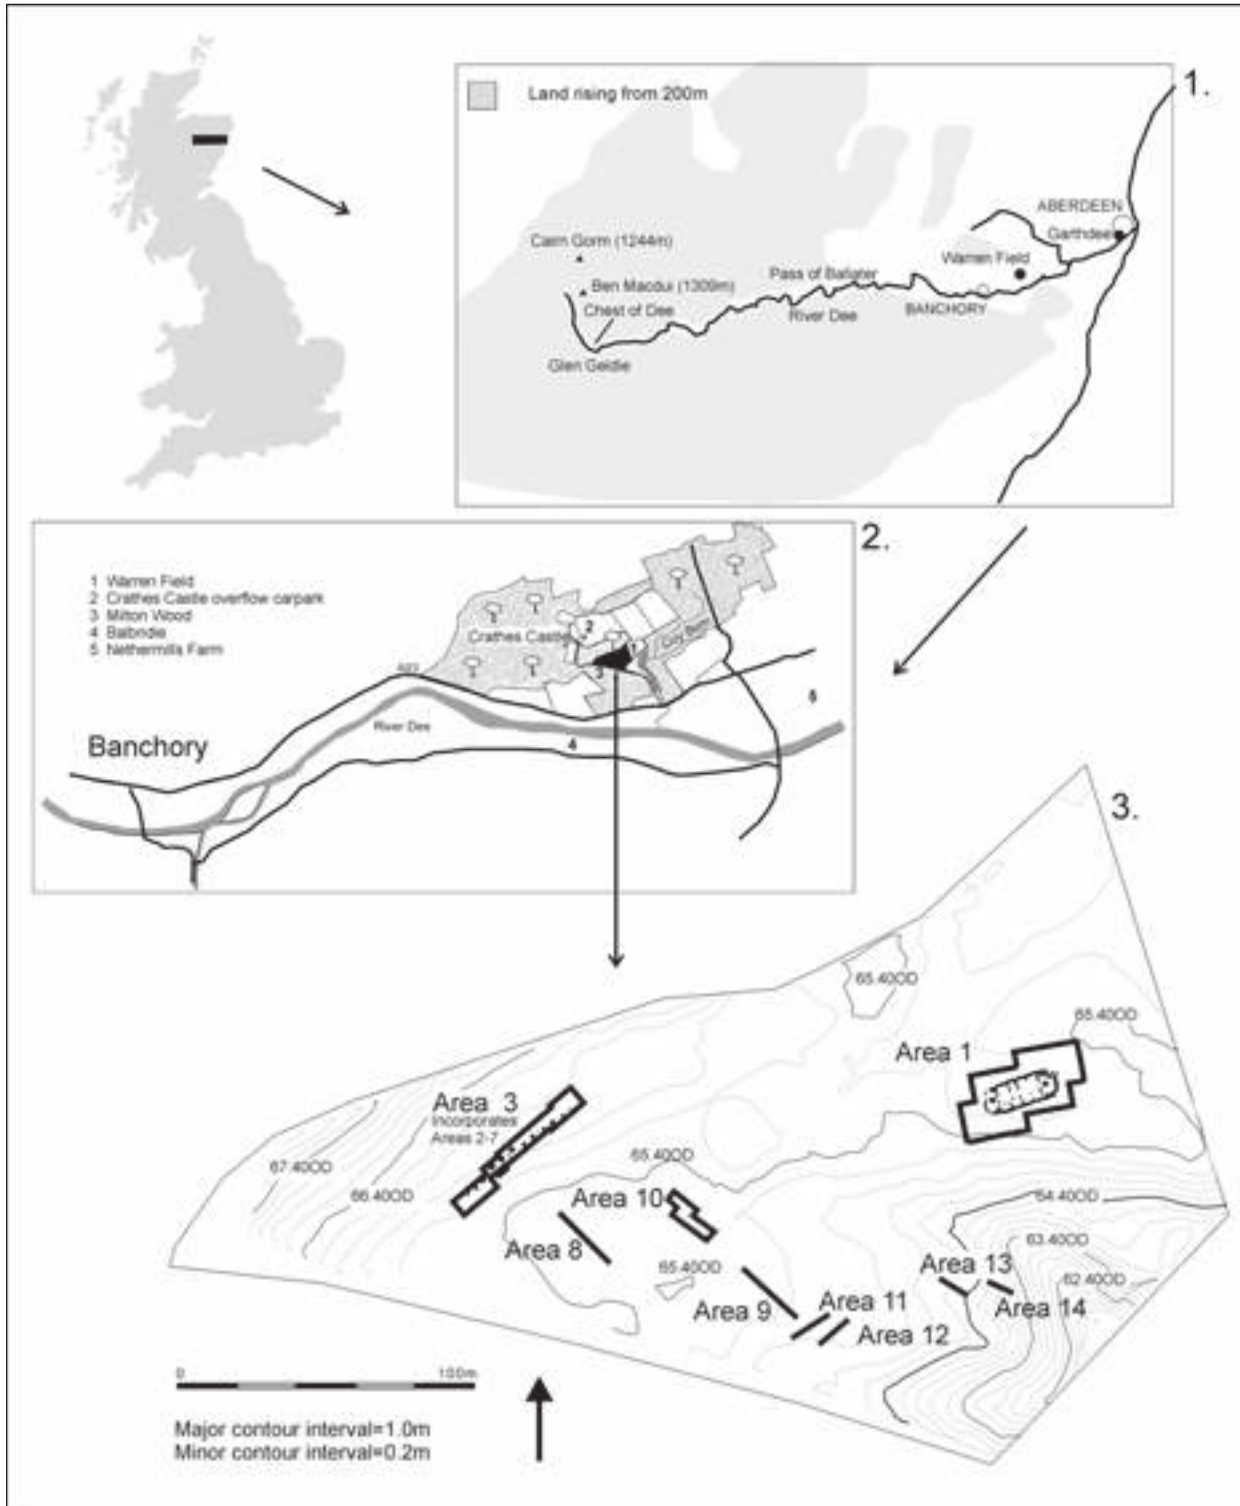 1.
Land rising from 200m
ABERDEEN
Garthdee
Cairn Gorm (1244m)
Warren Field
Pass of Ballater
Ben Macdui (1309m)
Chest of Dee
BANCHORY
River Dee
Glen Geldie
2.
1 Warren Field
2 Crathes Castle overflow carpark
3 Milton Wood
4 Balbridie
5 Nethermills Farm
2
Crathes Castle
1
3
River Dee
5
4
Banchory
3.
65.40OD
65.40OD
Area 1
Area 3
Incorporates
Areas 2-7
67.40OD
65.40OD
66.40OD
Area 10
64.40OD
Area 8
63.40OD
65.40OD
Area 13
62.40OD
Area 9
Area 11
Area 14
Area 12
0 100m
Major contour interval=1.0m
Minor contour interval=0.2m